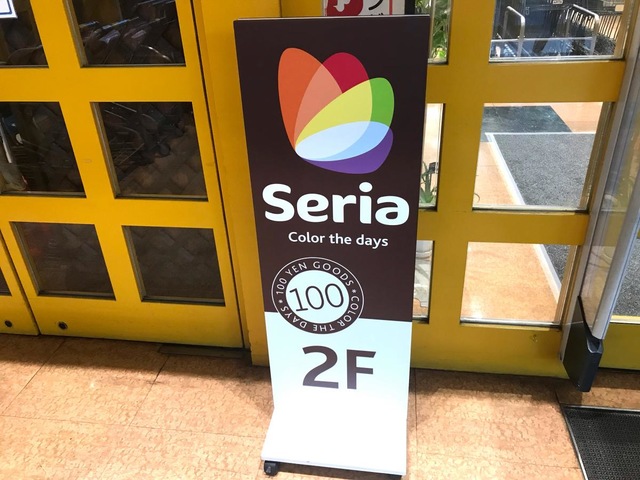 Seria
Color the days
100 YEN GOODS • COLOR THE DAYS •
100
2F